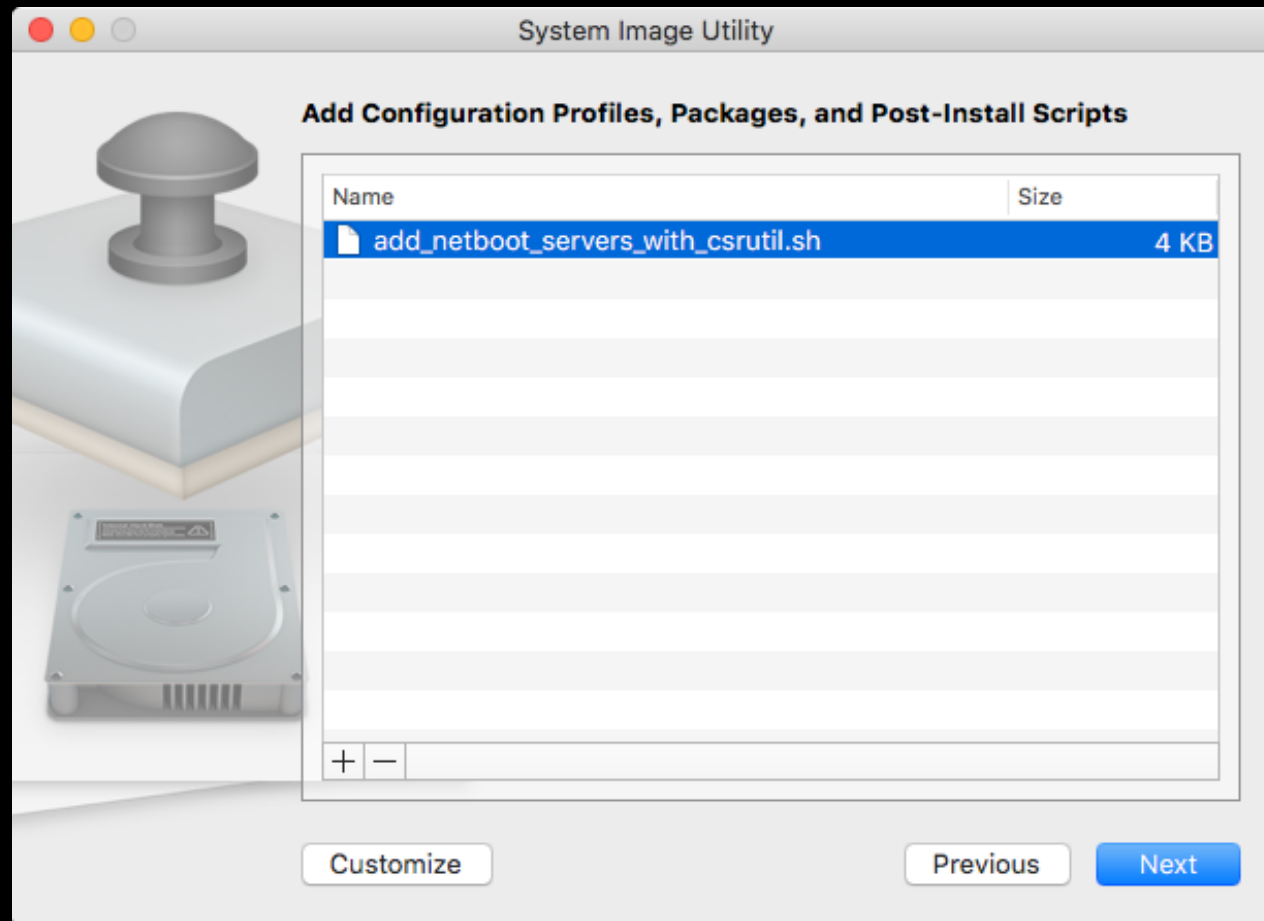 System Image Utility
Add Configuration Profiles, Packages, and Post-Install Scripts
Name Size
add_netboot_servers_with_csrutil.sh 4 KB
+ −
Customize Previous Next